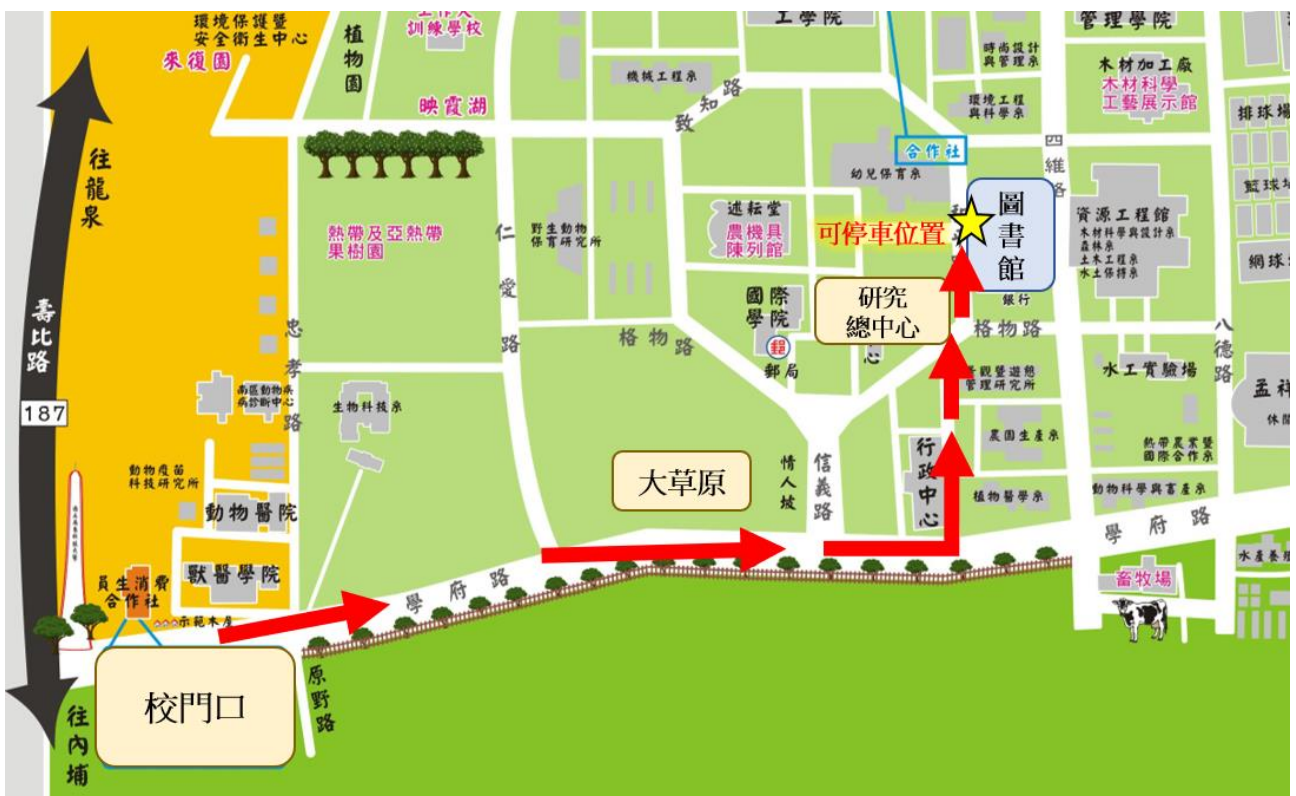 環境保護暨
安全衛生中心
來復園
植物園
訓練學校
映霞湖
工學院
機械工程系
致知路
管理學院
時尚設計
與管理系
環境工程
與科學系
木材加工廠
木材科學
工藝展示館
排球場
籃球
網球
四維路
合作社
幼兒保育系
往龍泉
壽比路
187
往內埔
熱帶及亞熱帶
果樹園
仁愛路
野生動物
保育研究所
述耘堂
農機具
陳列館
可停車位置
圖書館
銀行
資源工程館
木材科學與設計系
森林系
土木工程系
水土保持系
國際
學院
郵
郵局
研究
總中心
心
格物路
格物路
八德路
忠孝路
南區動物疾
病診斷中心
生物科技系
管理研究所
水工實驗場
孟祥
休閒
農園生產系
熱帶農業暨
國際合作系
動物疫苗
科技研究所
動物醫院
獸醫學院
大草原
情人坡
信義路
行政中心
植物醫學系
動物科學與畜產系
學府路
學府路
水產養殖
畜牧場
員生消費
合作社
示範木屋
校門口
原野路